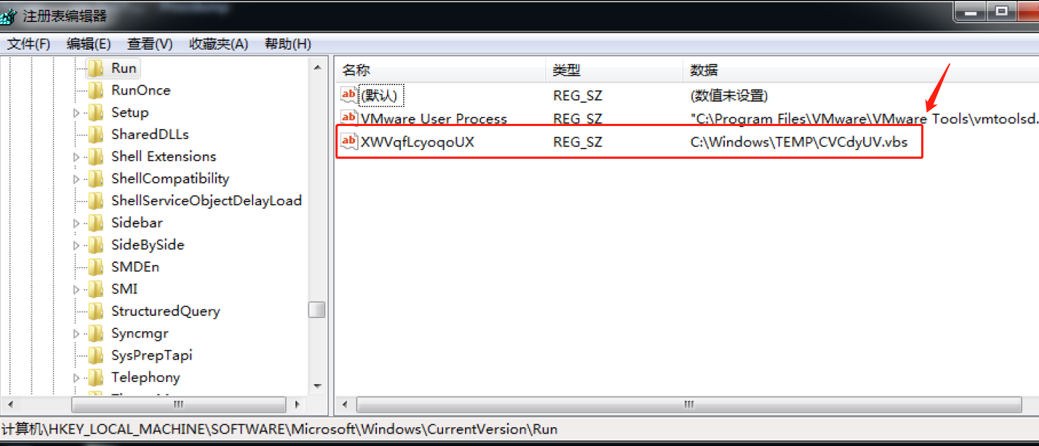 注册表编辑器
文件(F) 编辑(E) 查看(V) 收藏夹(A) 帮助(H)
Run
RunOnce
Setup
SharedDLLs
Shell Extensions
ShellCompatibility
ShellServiceObjectDelayLoad
Sidebar
SideBySide
SMDEn
SMI
StructuredQuery
Syncmgr
SysPrepTapi
Telephony
名称 类型 数据
ab (默认) REG_SZ (数值未设置)
ab VMware User Process REG_SZ "C:\Program Files\VMware\VMware Tools\vmtoolsd.
ab XWVqfLcyoqoUX REG_SZ C:\Windows\TEMP\CVCdyUV.vbs
计算机\HKEY_LOCAL_MACHINE\SOFTWARE\Microsoft\Windows\CurrentVersion\Run